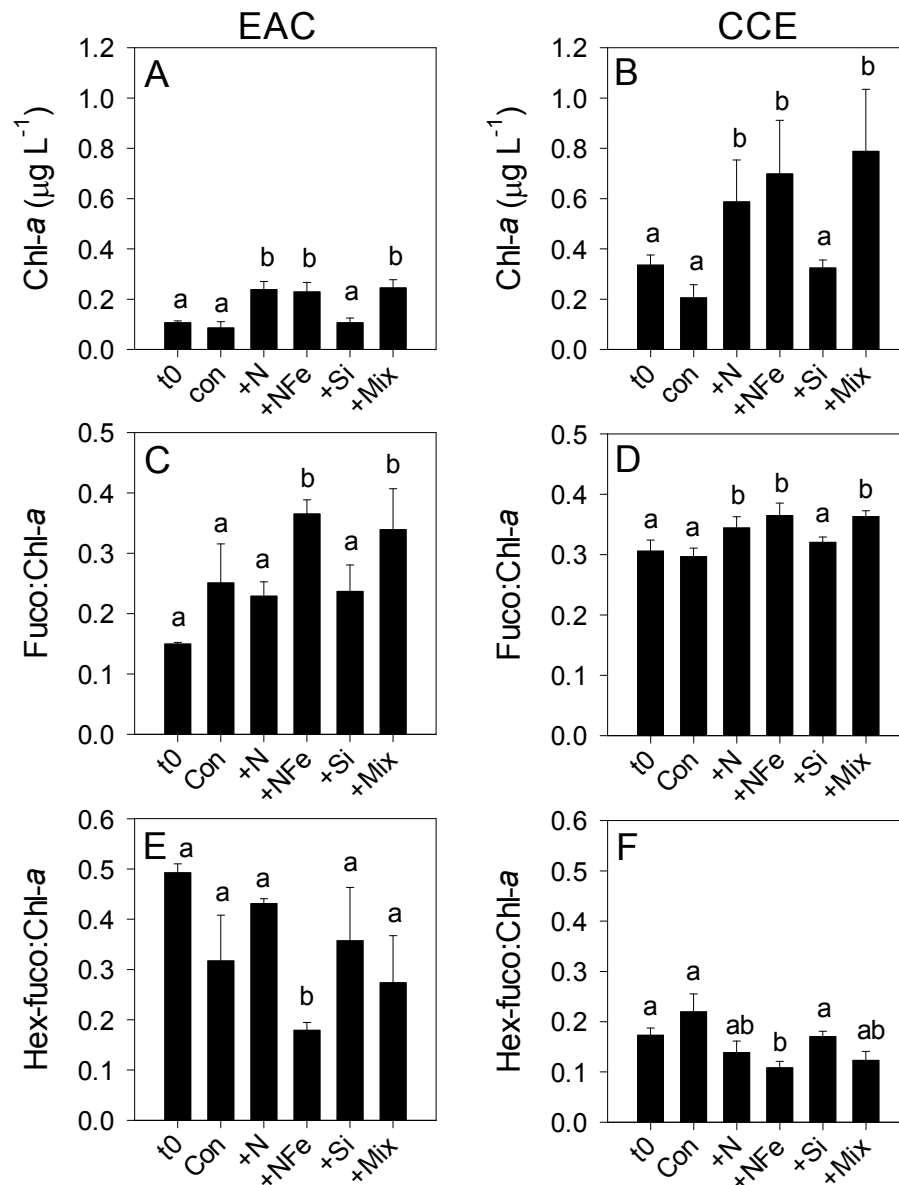 EAC
CCE
A
Chl-a (µg L⁻¹)
1.2
1.0
0.8
0.6
0.4
0.2
0.0
a a b b a b
t0 con +N +NFe +Si +Mix
B
Chl-a (µg L⁻¹)
1.2
1.0
0.8
0.6
0.4
0.2
0.0
a a b b a b
t0 con +N +NFe +Si +Mix
C
Fuco:Chl-a
0.5
0.4
0.3
0.2
0.1
0.0
a a a b a b
t0 Con +N +NFe +Si +Mix
D
Fuco:Chl-a
0.5
0.4
0.3
0.2
0.1
0.0
a a b b a b
t0 Con +N +NFe +Si +Mix
E
Hex-fuco:Chl-a
0.6
0.5
0.4
0.3
0.2
0.1
0.0
a a a b a a
t0 Con +N +NFe +Si +Mix
F
Hex-fuco:Chl-a
0.6
0.5
0.4
0.3
0.2
0.1
0.0
a a ab b a ab
t0 Con +N +NFe +Si +Mix